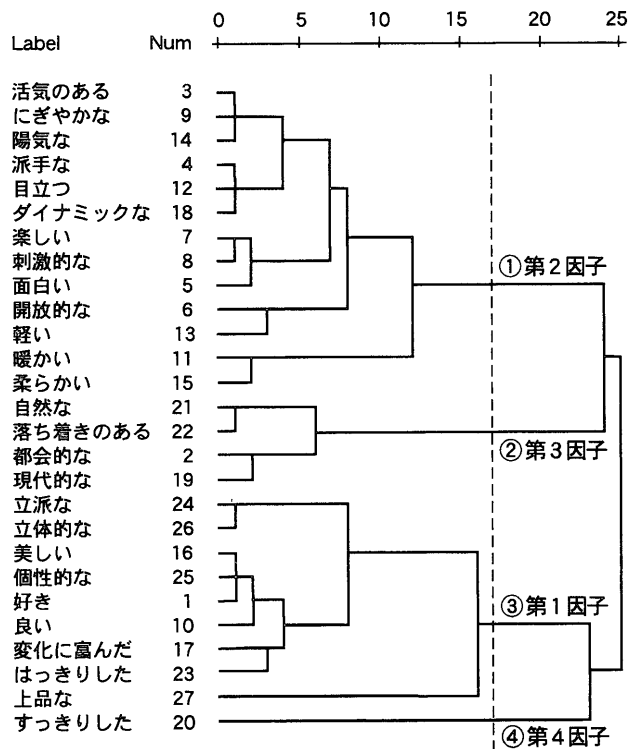 0 5 10 15 20 25
Label Num
活気のある 3
にぎやかな 9
陽気な 14
派手な 4
目立つ 12
ダイナミックな 18
楽しい 7
刺激的な 8
面白い 5
①第2因子
開放的な 6
軽い 13
暖かい 11
柔らかい 15
自然な 21
落ち着きのある 22
②第3因子
都会的な 2
現代的な 19
立派な 24
立体的な 26
美しい 16
個性的な 25
好き 1
③第1因子
良い 10
変化に富んだ 17
はっきりした 23
上品な 27
すっきりした 20
④第4因子